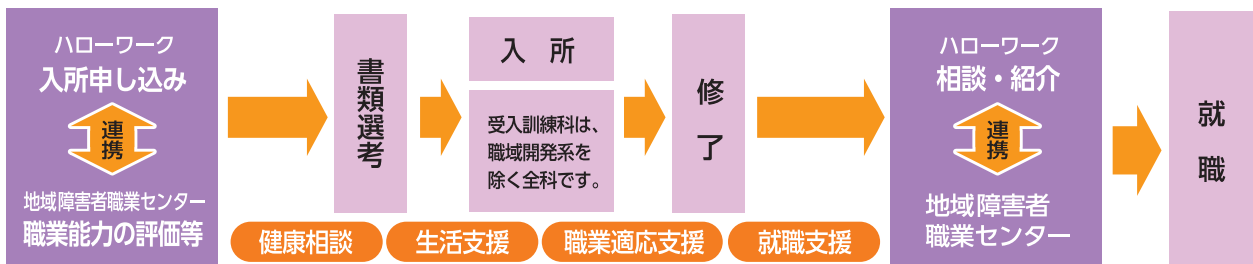 ハローワーク
入所申し込み
連携
地域障害者職業センター
職業能力の評価等
書類選考
入 所
受入訓練科は、
職域開発系を
除く全科です。
修了
健康相談
生活支援
職業適応支援
就職支援
ハローワーク
相談・紹介
連携
地域障害者
職業センター
就職